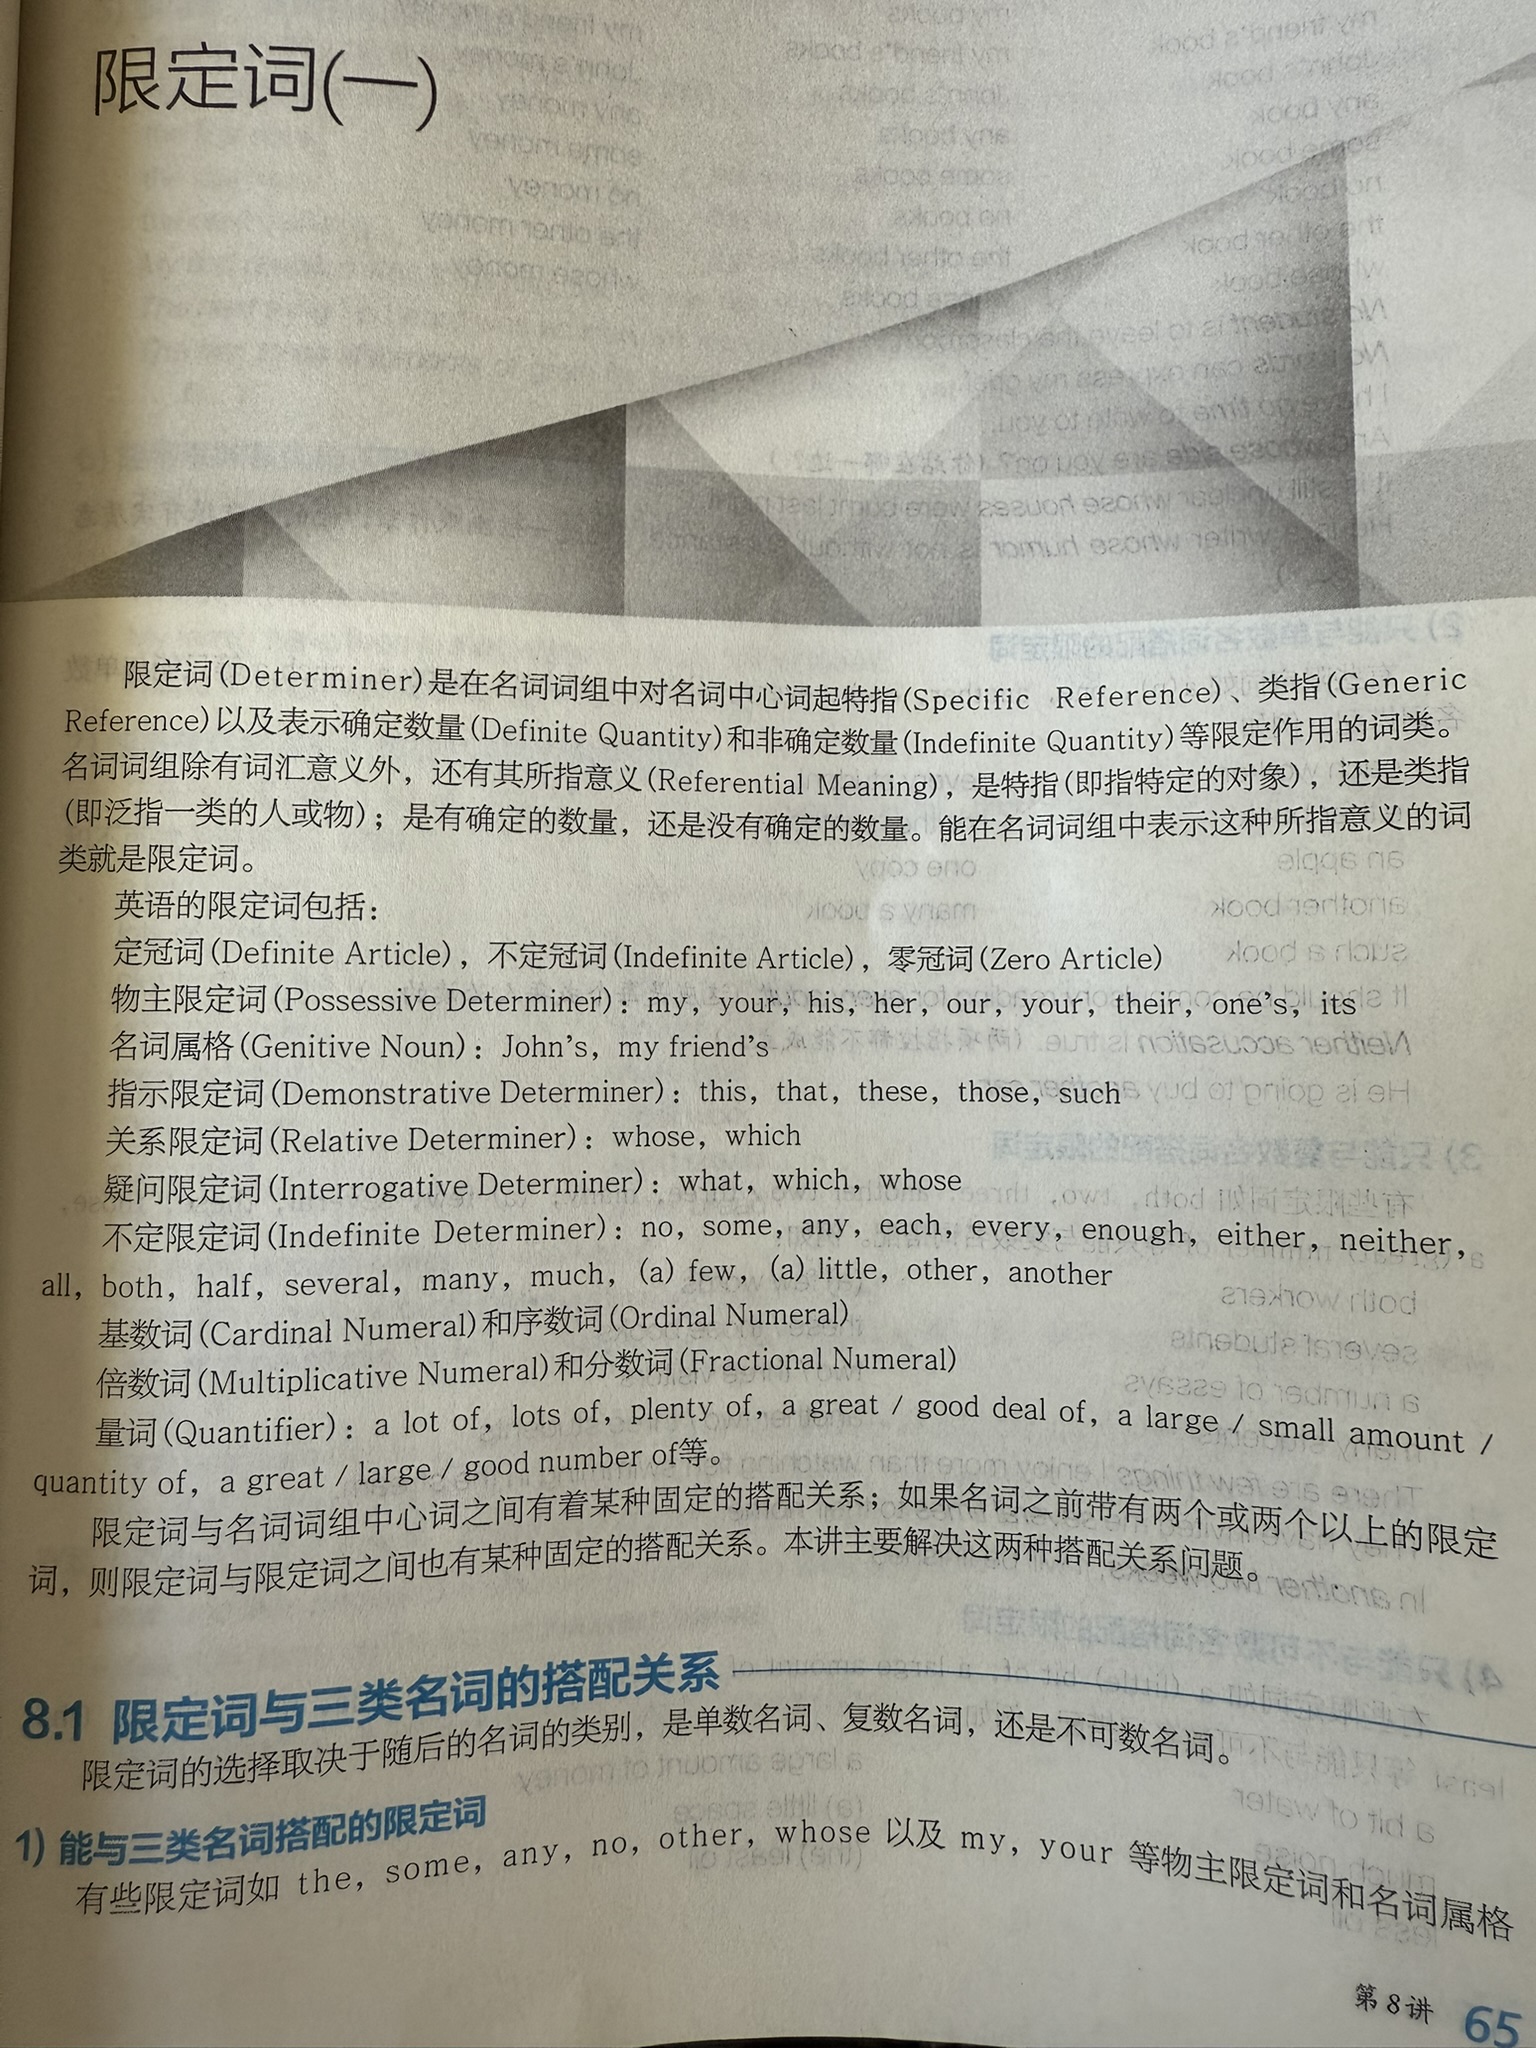 限定词(一)
限定词(Determiner)是在名词词组中对名词中心词起特指(Specific Reference)、类指(Generic
Reference)以及表示确定数量(Definite Quantity)和非确定数量(Indefinite Quantity)等限定作用的词类。
名词词组除有词汇意义外，还有其所指意义(Referential Meaning)，是特指(即指特定的对象)，还是类指
(即泛指一类的人或物)；是有确定的数量，还是没有确定的数量。能在名词词组中表示这种所指意义的词
类就是限定词。
英语的限定词包括：
定冠词(Definite Article)，不定冠词(Indefinite Article)，零冠词(Zero Article)
物主限定词(Possessive Determiner)：my，your，his，her，our，your，their，one's，its
名词属格(Genitive Noun)：John's，my friend's
指示限定词(Demonstrative Determiner)：this，that，these，those，such
关系限定词(Relative Determiner)：whose，which
疑问限定词(Interrogative Determiner)：what，which，whose
不定限定词(Indefinite Determiner)：no，some，any，each，every，enough，either，neither，
all，both，half，several，many，much，(a) few，(a) little，other，another
基数词(Cardinal Numeral)和序数词(Ordinal Numeral)
倍数词(Multiplicative Numeral)和分数词(Fractional Numeral)
量词(Quantifier)：a lot of，lots of，plenty of，a great / good deal of，a large / small amount /
quantity of，a great / large / good number of等。
限定词与名词词组中心词之间有着某种固定的搭配关系；如果名词之前带有两个或两个以上的限定
词，则限定词与限定词之间也有某种固定的搭配关系。本讲主要解决这两种搭配关系问题。
8.1 限定词与三类名词的搭配关系
限定词的选择取决于随后的名词的类别，是单数名词、复数名词，还是不可数名词。
1) 能与三类名词搭配的限定词
有些限定词如 the，some，any，no，other，whose 以及 my，your 等物主限定词和名词属格
第 8 讲 65